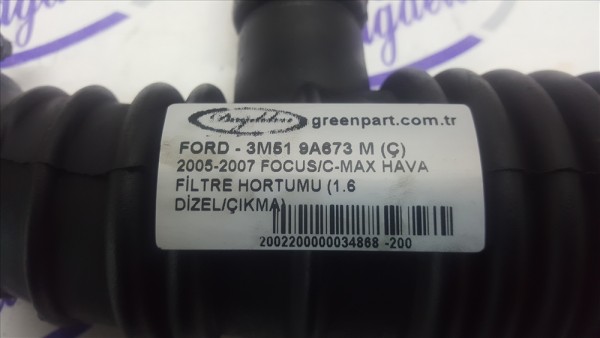 greenpart.com.tr
FORD - 3M51 9A673 M (Ç)
2005-2007 FOCUS/C-MAX HAVA
FİLTRE HORTUMU (1.6
DİZEL/ÇIKMA)
2002200000034868 -200